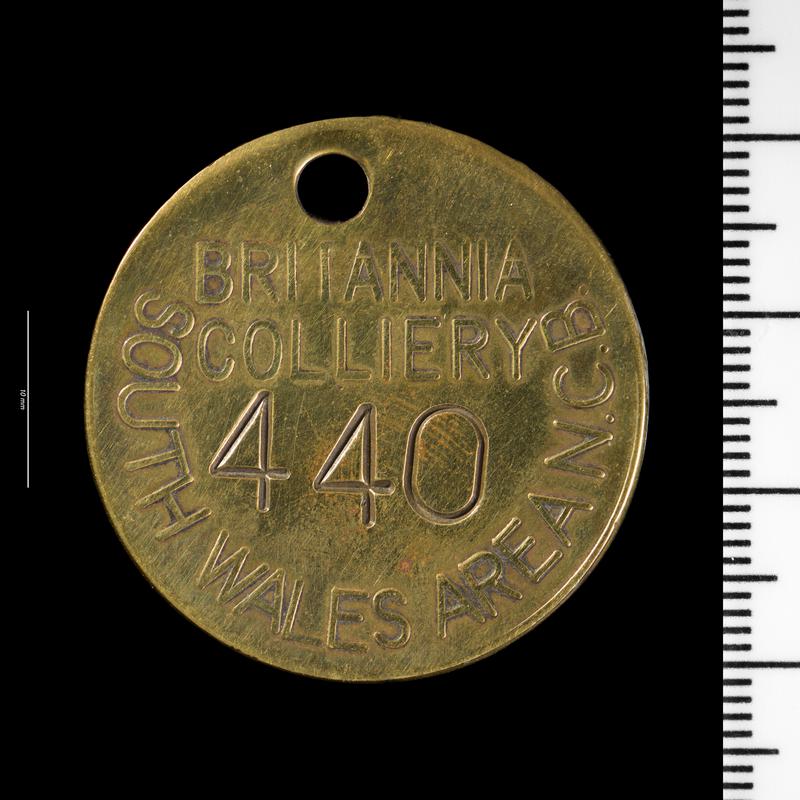 BRITANNIA
COLLIERY
440
SOUTH WALES AREA N.C.B.
10 mm